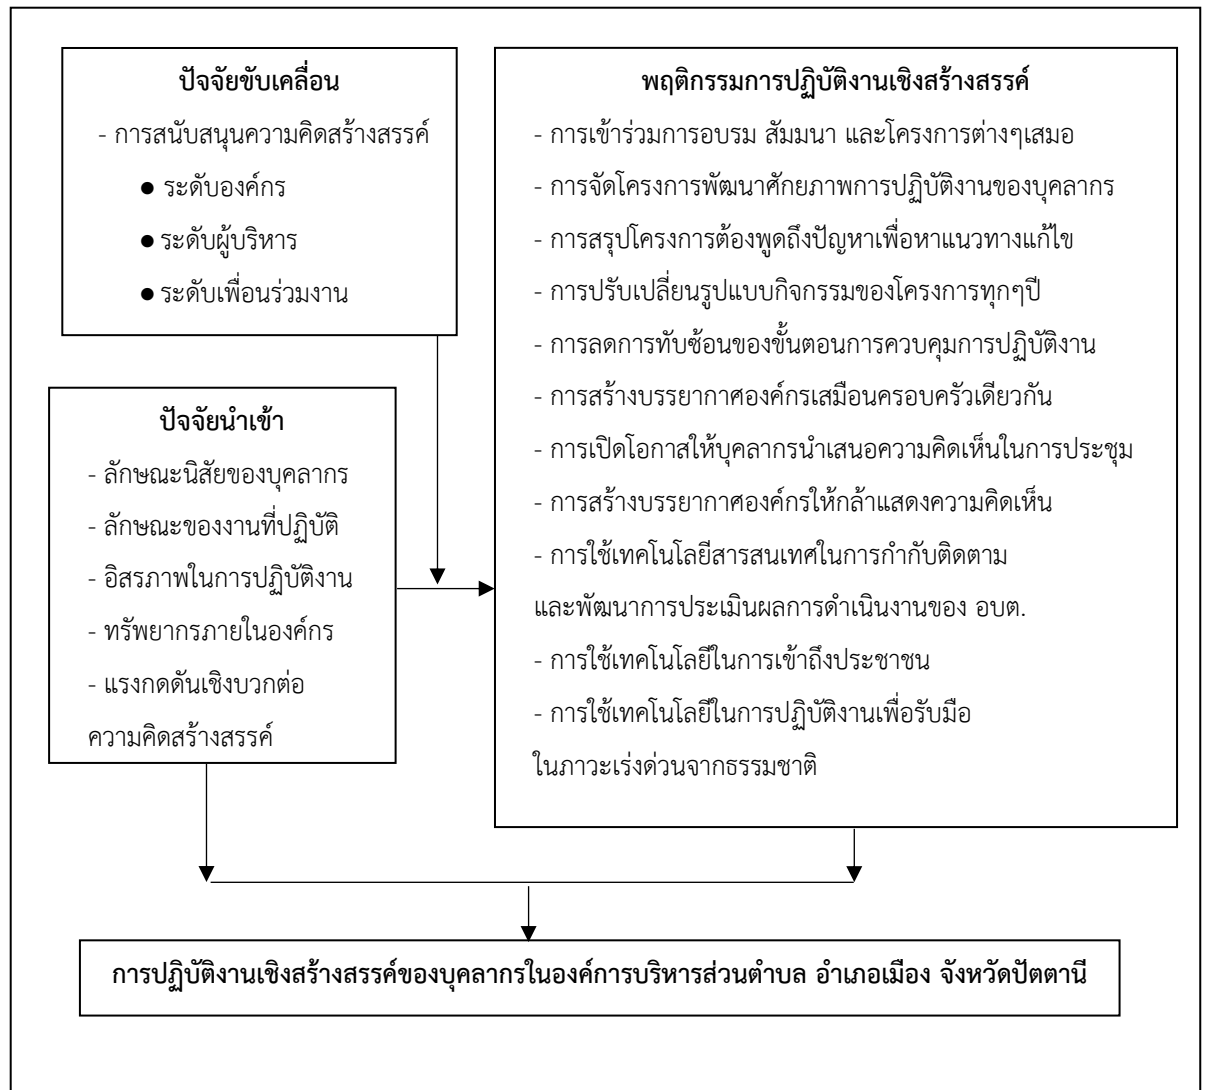 ปัจจัยขับเคลื่อน
- การสนับสนุนความคิดสร้างสรรค์
● ระดับองค์กร
● ระดับผู้บริหาร
● ระดับเพื่อนร่วมงาน
ปัจจัยนำเข้า
- ลักษณะนิสัยของบุคลากร
- ลักษณะของงานที่ปฏิบัติ
- อิสรภาพในการปฏิบัติงาน
- ทรัพยากรภายในองค์กร
- แรงกดดันเชิงบวกต่อ
ความคิดสร้างสรรค์
พฤติกรรมการปฏิบัติงานเชิงสร้างสรรค์
- การเข้าร่วมการอบรม สัมมนา และโครงการต่างๆเสมอ
- การจัดโครงการพัฒนาศักยภาพการปฏิบัติงานของบุคลากร
- การสรุปโครงการต้องพูดถึงปัญหาเพื่อหาแนวทางแก้ไข
- การปรับเปลี่ยนรูปแบบกิจกรรมของโครงการทุกๆปี
- การลดการทับซ้อนของขั้นตอนการควบคุมการปฏิบัติงาน
- การสร้างบรรยากาศองค์กรเสมือนครอบครัวเดียวกัน
- การเปิดโอกาสให้บุคลากรนำเสนอความคิดเห็นในการประชุม
- การสร้างบรรยากาศองค์กรให้กล้าแสดงความคิดเห็น
- การใช้เทคโนโลยีสารสนเทศในการกำกับติดตาม
และพัฒนาการประเมินผลการดำเนินงานของ อบต.
- การใช้เทคโนโลยีในการเข้าถึงประชาชน
- การใช้เทคโนโลยีในการปฏิบัติงานเพื่อรับมือ
ในภาวะเร่งด่วนจากธรรมชาติ
การปฏิบัติงานเชิงสร้างสรรค์ของบุคลากรในองค์การบริหารส่วนตำบล อำเภอเมือง จังหวัดปัตตานี